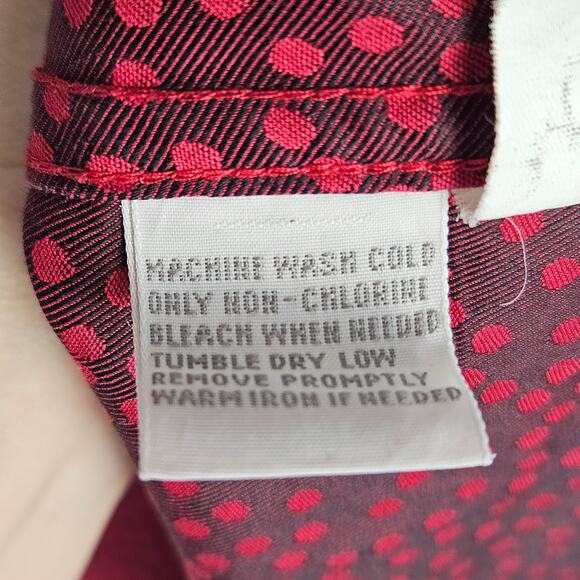 MACHINE WASH COLD
ONLY NON-CHLORINE
BLEACH WHEN NEEDED
TUMBLE DRY LOW
REMOVE PROMPTLY
WARM IRON IF NEEDED